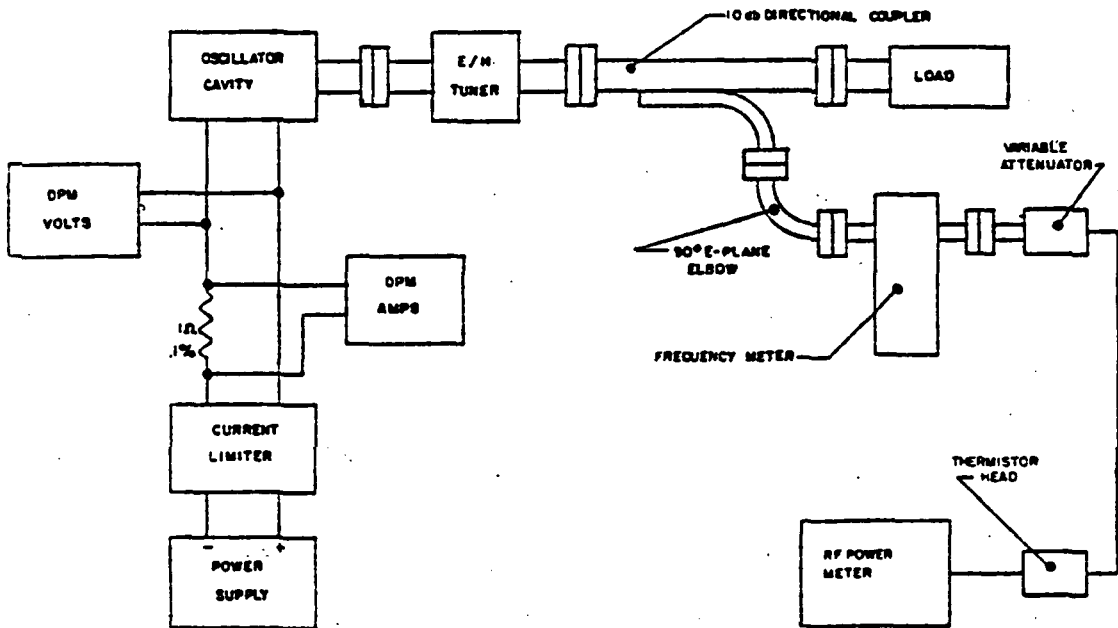 10 db DIRECTIONAL COUPLER
OSCILLATOR
CAVITY
E/H
TUNER
LOAD
VARIABLE
ATTENUATOR
DPM
VOLTS
90° E-PLANE
ELBOW
DPM
AMPS
1Ω
.1%
FREQUENCY METER
CURRENT
LIMITER
THERMISTOR
HEAD
- +
POWER
SUPPLY
RF POWER
METER